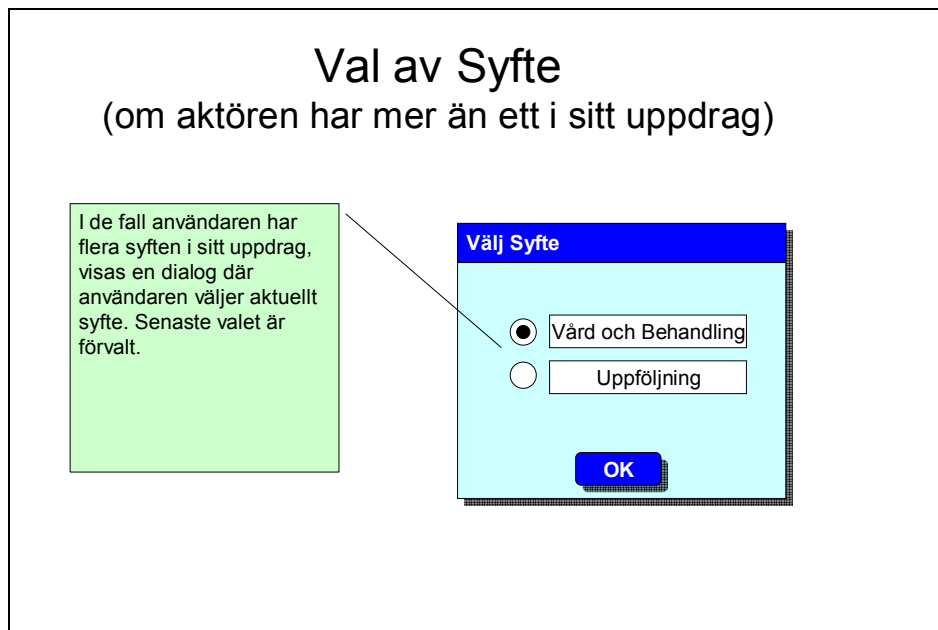 Val av Syfte
(om aktören har mer än ett i sitt uppdrag)
I de fall användaren har
flera syften i sitt uppdrag,
visas en dialog där
användaren väljer aktuellt
syfte. Senaste valet är
förvalt.
Välj Syfte
Vård och Behandling
Uppföljning
OK